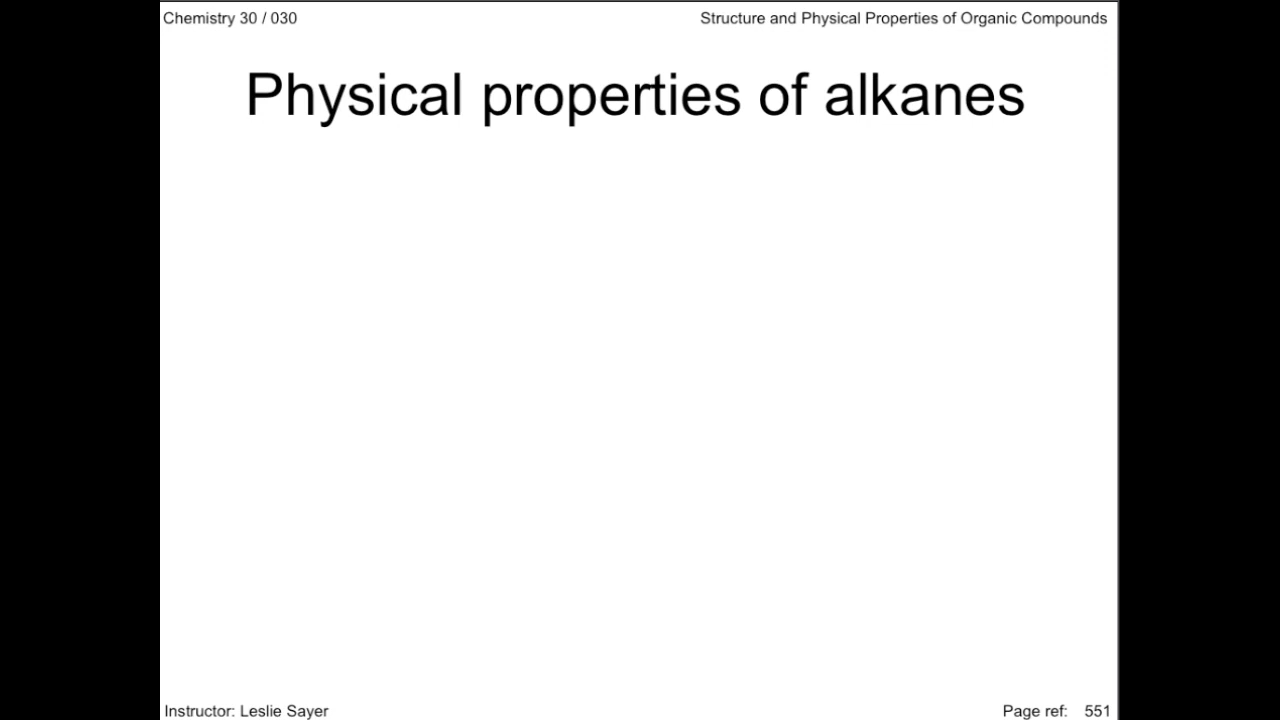 Chemistry 30 / 030
Structure and Physical Properties of Organic Compounds
Physical properties of alkanes
Instructor: Leslie Sayer
Page ref: 551